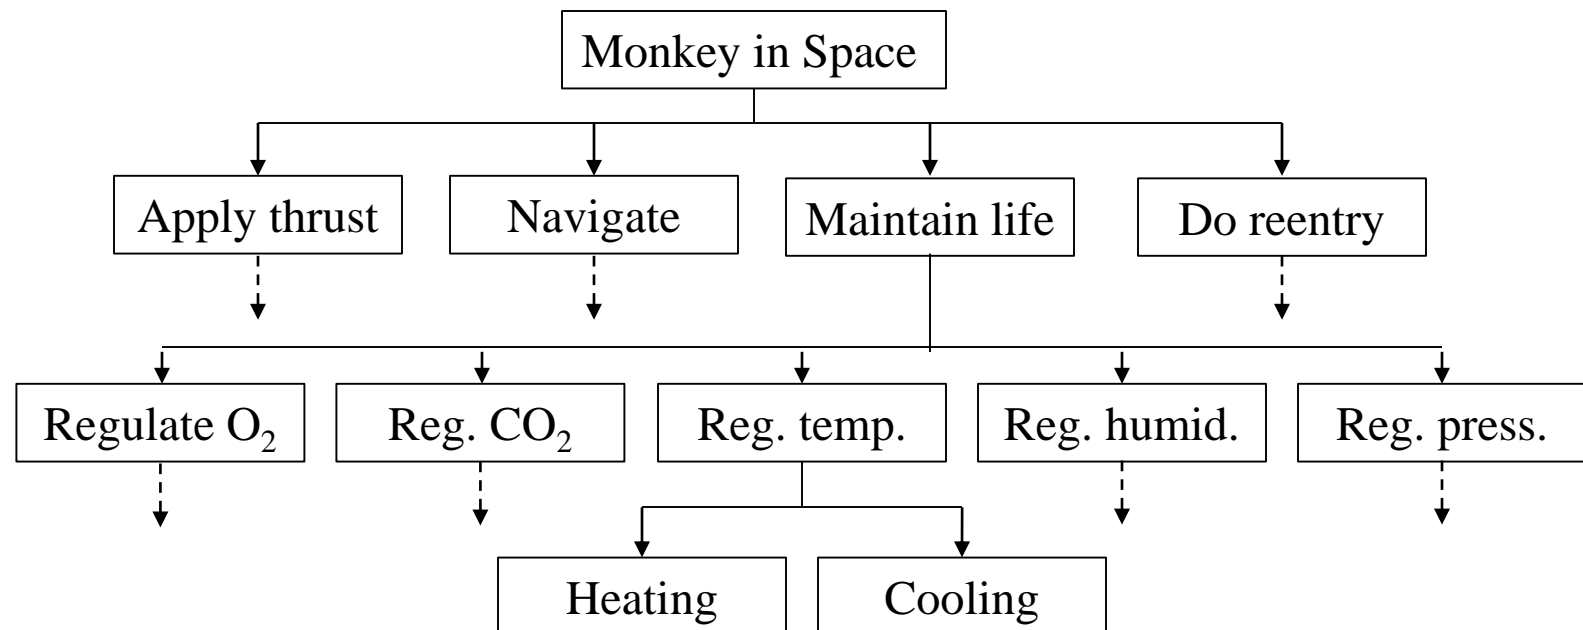 Monkey in Space
Apply thrust
Navigate
Maintain life
Do reentry
Regulate O₂
Reg. CO₂
Reg. temp.
Reg. humid.
Reg. press.
Heating
Cooling